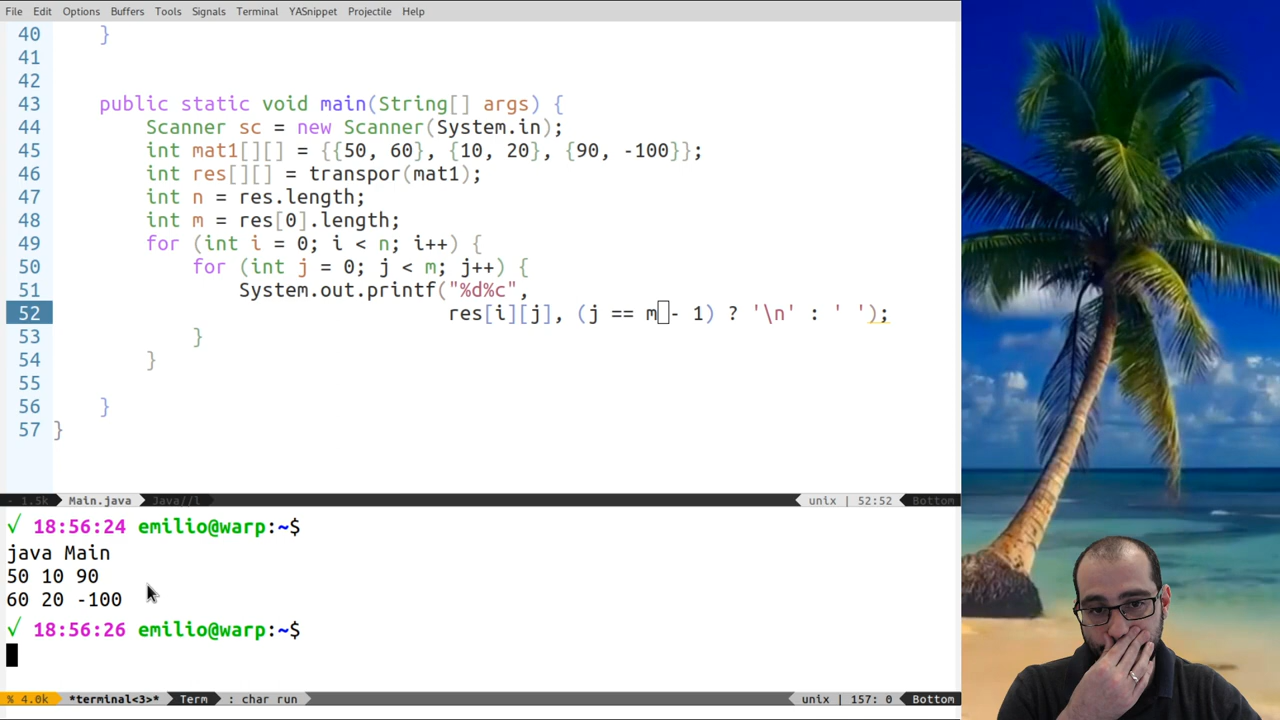 File Edit Options Buffers Tools Signals Terminal YASnippet Projectile Help
40 }
41
42
43 public static void main(String[] args) {
44 Scanner sc = new Scanner(System.in);
45 int mat1[][] = {{50, 60}, {10, 20}, {90, -100}};
46 int res[][] = transpor(mat1);
47 int n = res.length;
48 int m = res[0].length;
49 for (int i = 0; i < n; i++) {
50 for (int j = 0; j < m; j++) {
51 System.out.printf("%d%c",
52 res[i][j], (j == m - 1) ? '\n' : ' ');
53 }
54 }
55
56 }
57 }
- 1.5k Main.java Java//l unix | 52:52 Bottom
√ 18:56:24 emilio@warp:~$
java Main
50 10 90
60 20 -100
√ 18:56:26 emilio@warp:~$
% 4.0k *terminal<3>* Term : char run unix | 157: 0 Bottom